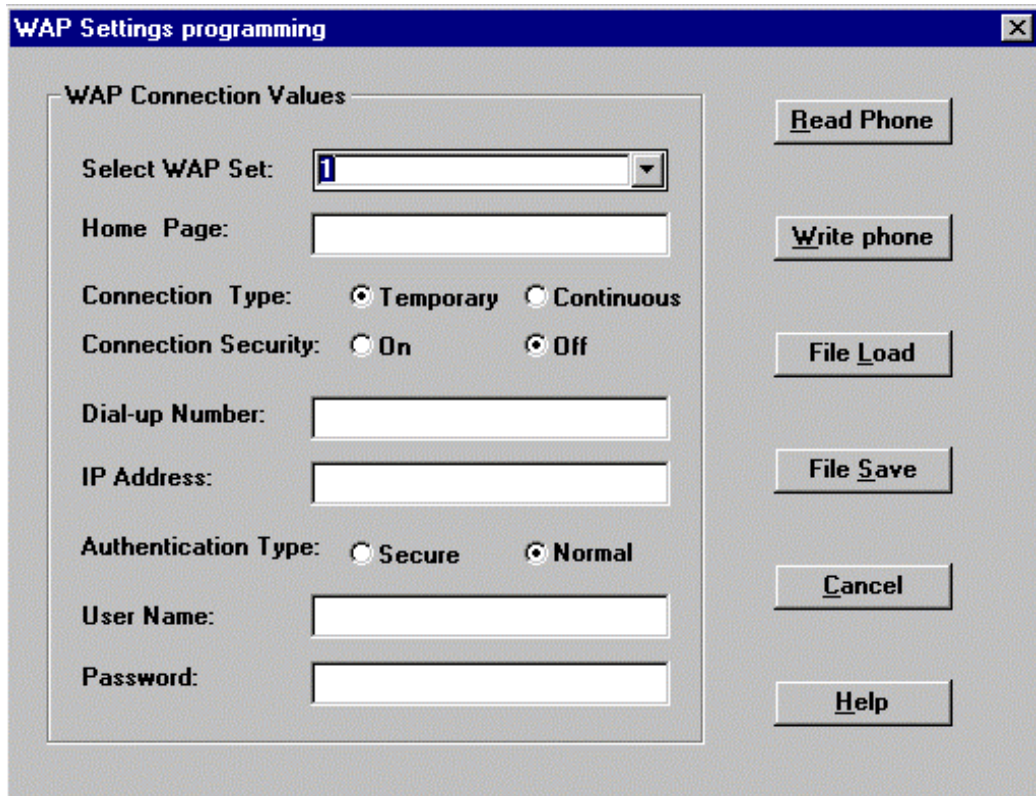 WAP Settings programming
WAP Connection Values
Select WAP Set: 1
Home Page:
Connection Type: Temporary Continuous
Connection Security: On Off
Dial-up Number:
IP Address:
Authentication Type: Secure Normal
User Name:
Password:
Read Phone
Write phone
File Load
File Save
Cancel
Help